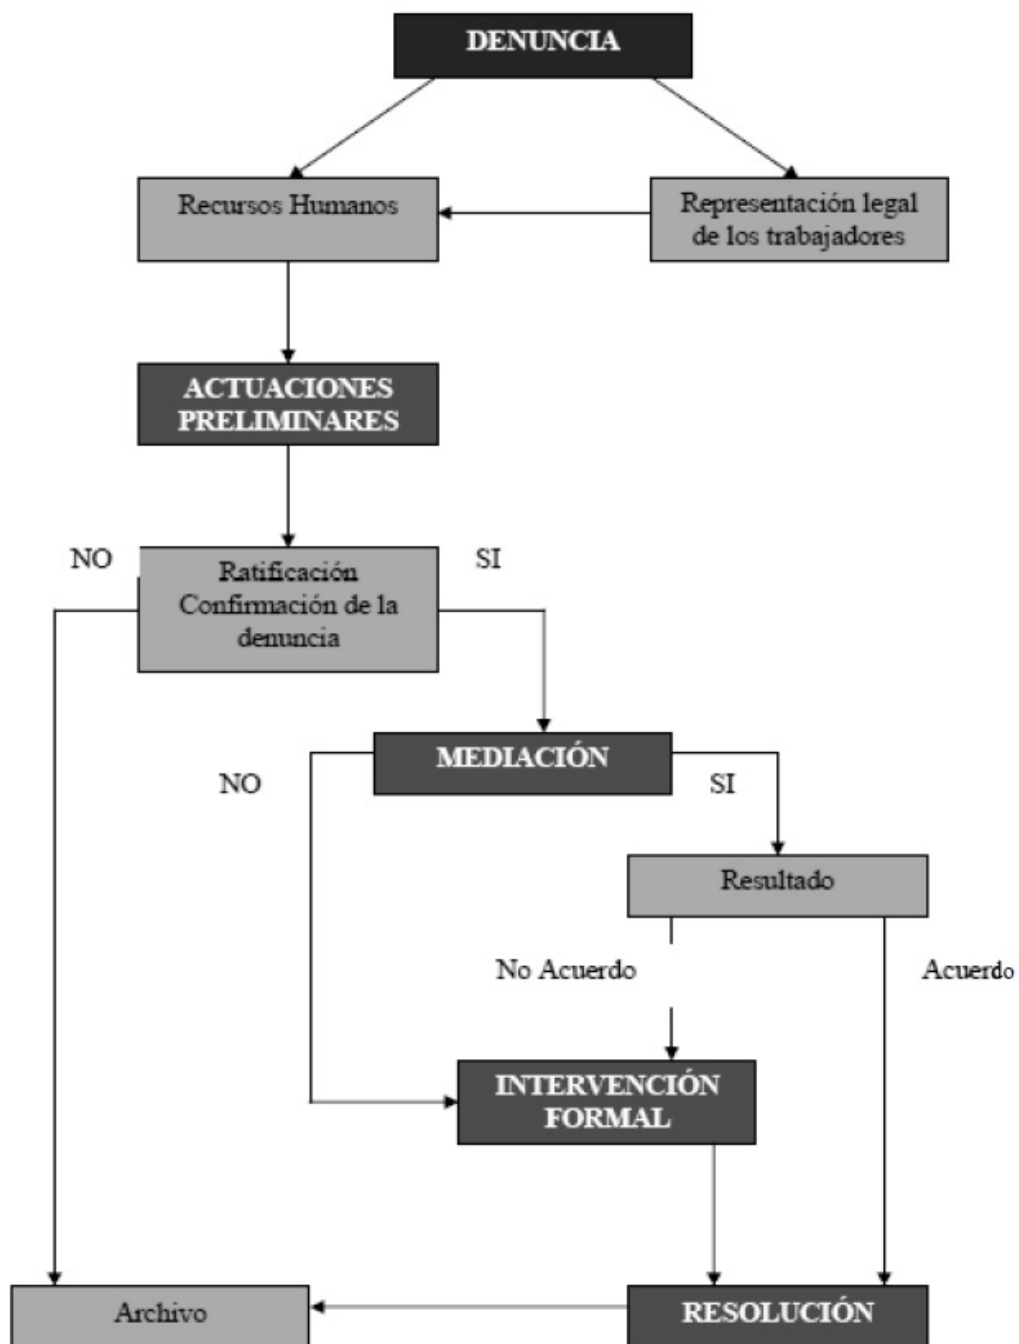 DENUNCIA
Recursos Humanos
Representación legal
de los trabajadores
ACTUACIONES
PRELIMINARES
NO
SI
Ratificación
Confirmación de la
denuncia
MEDIACIÓN
NO
SI
Resultado
No Acuerdo
Acuerdo
INTERVENCIÓN
FORMAL
Archivo
RESOLUCIÓN